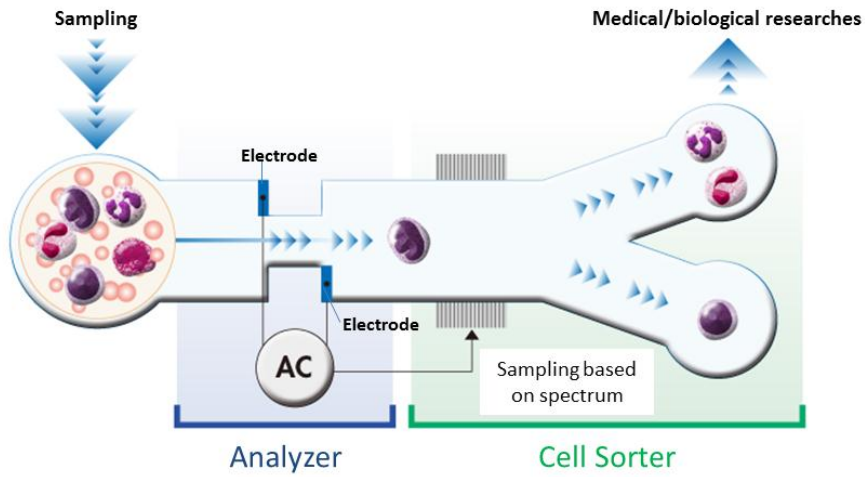 Sampling
Medical/biological researches
Electrode
Electrode
AC
Sampling based
on spectrum
Analyzer
Cell Sorter